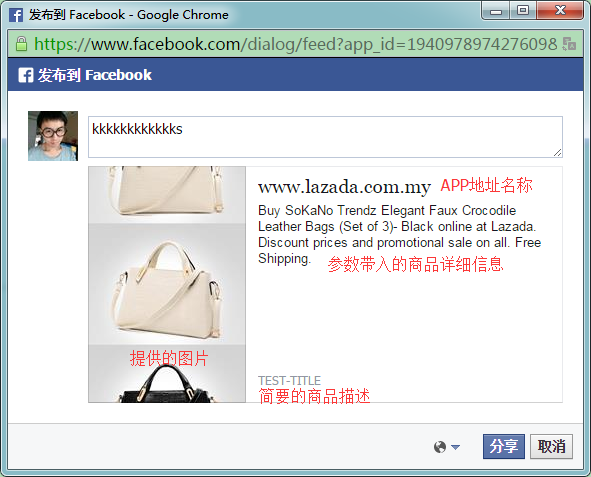 发布到 Facebook - Google Chrome
https://www.facebook.com/dialog/feed?app_id=1940978974276098
发布到 Facebook
kkkkkkkkkkkks
www.lazada.com.my APP地址名称
Buy SoKaNo Trendz Elegant Faux Crocodile
Leather Bags (Set of 3)- Black online at Lazada.
Discount prices and promotional sale on all. Free
Shipping.
参数带入的商品详细信息
提供的图片
TEST-TITLE
简要的商品描述
分享 取消